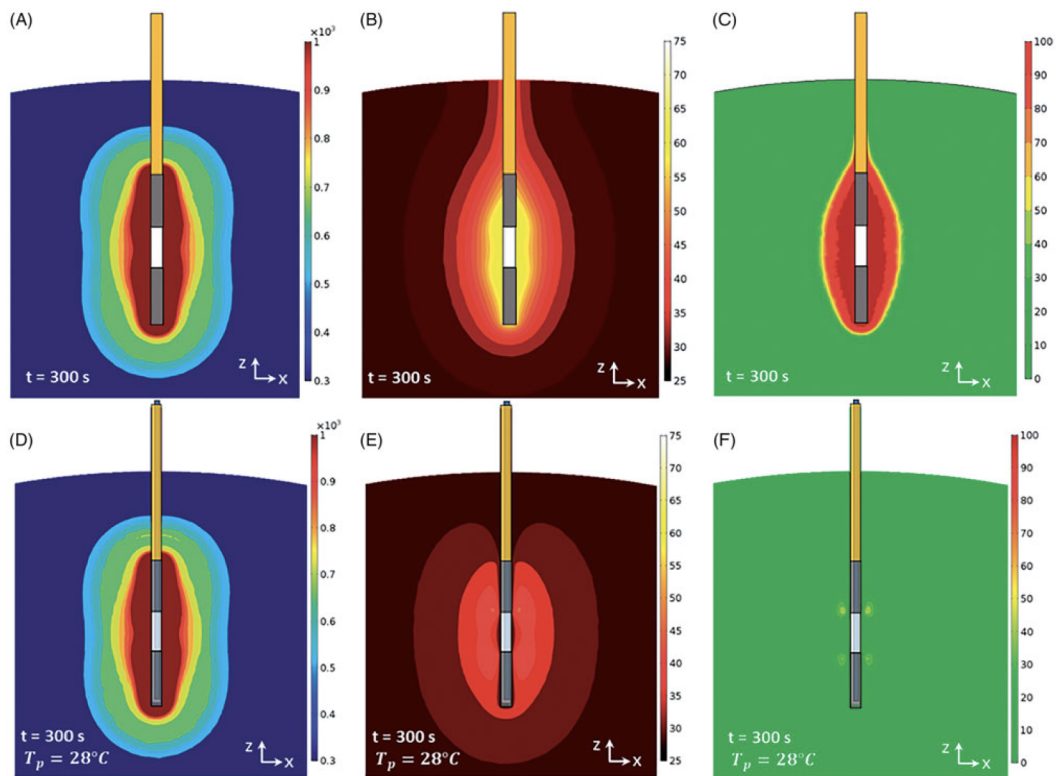 (A)
×10³
1
0.9
0.8
0.7
0.6
0.5
0.4
0.3
t = 300 s
z
x
(B)
75
70
65
60
55
50
45
40
35
30
25
t = 300 s
z
x
(C)
100
90
80
70
60
50
40
30
20
10
0
t = 300 s
z
x
(D)
×10³
1
0.9
0.8
0.7
0.6
0.5
0.4
0.3
t = 300 s
T_p = 28°C
z
x
(E)
75
70
65
60
55
50
45
40
35
30
25
t = 300 s
T_p = 28°C
z
x
(F)
100
90
80
70
60
50
40
30
20
10
0
t = 300 s
T_p = 28°C
z
x